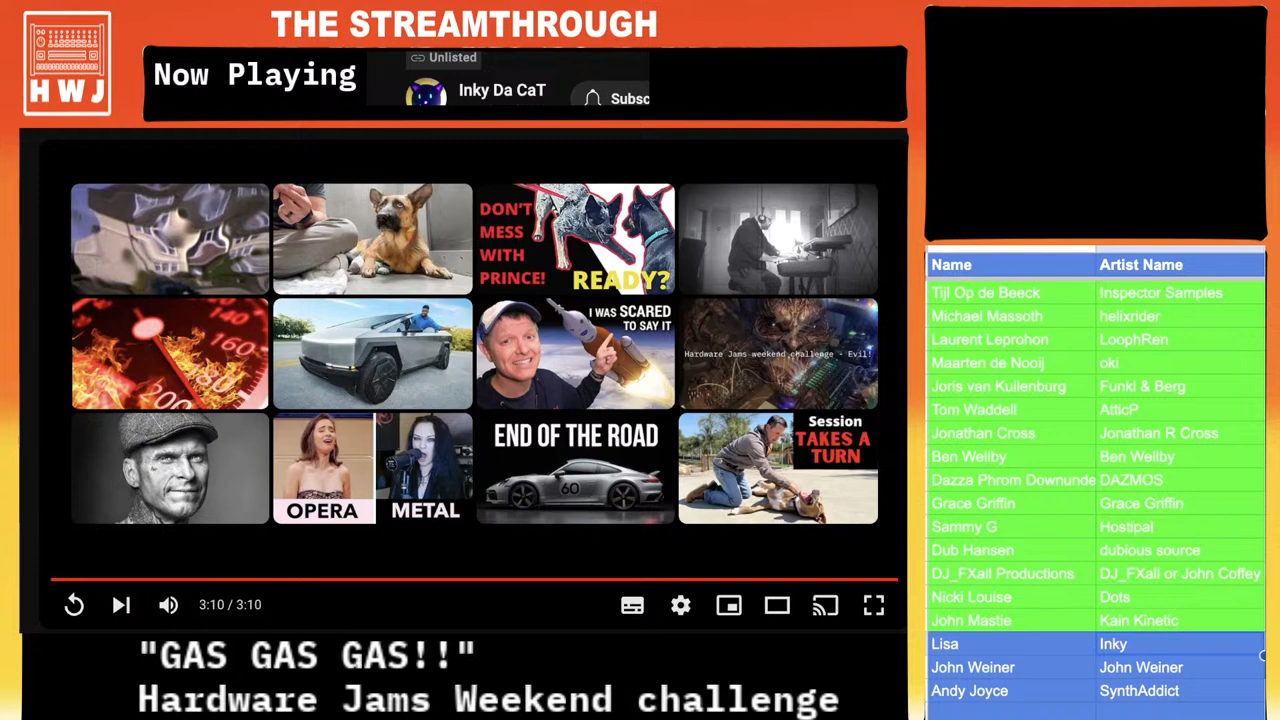 THE STREAMTHROUGH
HWJ
Now Playing
Unlisted
Inky Da CaT
Subsc
DON'T
MESS
WITH
PRINCE!
READY?
140
160
180
200
I WAS SCARED
TO SAY IT
Hardware Jams weekend challenge - Evil!
OPERA
METAL
END OF THE ROAD
60
Session
TAKES A
TURN
3:10 / 3:10
"GAS GAS GAS!!"
Hardware Jams Weekend challenge
Name Artist Name
Tijl Op de Beeck Inspector Samples
Michael Massoth helixrider
Laurent Leprohon LoophRen
Maarten de Nooij oki
Joris van Kuilenburg Funkl & Berg
Tom Waddell AtticP
Jonathan Cross Jonathan R Cross
Ben Wellby Ben Wellby
Dazza Phrom Downunde DAZMOS
Grace Griffin Grace Griffin
Sammy G Hostipal
Dub Hansen dubious source
DJ_FXall Productions DJ_FXall or John Coffey
Nicki Louise Dots
John Mastie Kain Kinetic
Lisa Inky
John Weiner John Weiner
Andy Joyce SynthAddict